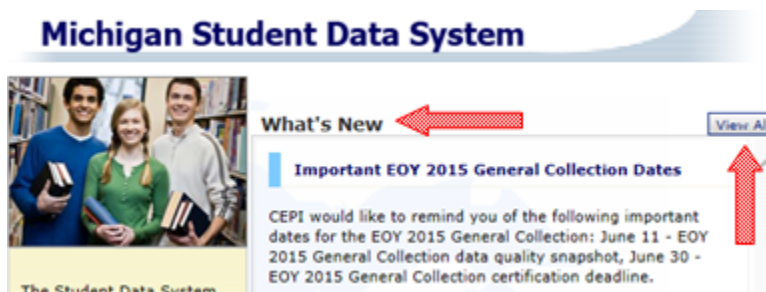 Michigan Student Data System
What's New
View Al
Important EOY 2015 General Collection Dates
CEPI would like to remind you of the following important
dates for the EOY 2015 General Collection: June 11 - EOY
2015 General Collection data quality snapshot, June 30 -
EOY 2015 General Collection certification deadline.
The Student Data System